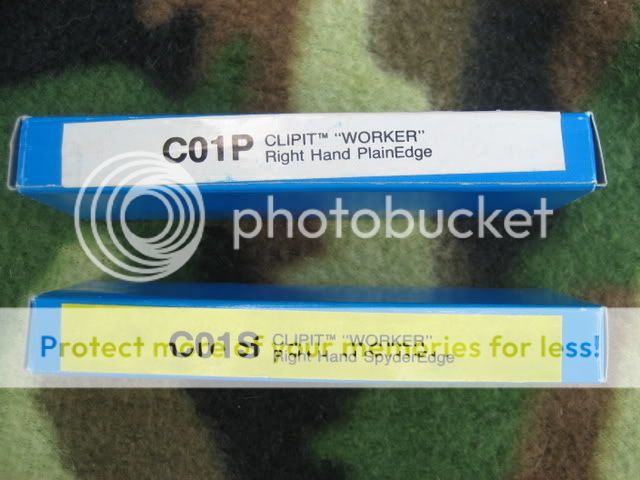 C01P CLIPIT™ "WORKER"
Right Hand PlainEdge
photobucket
C01S CLIPIT™ "WORKER"
Right Hand SpyderEdge
Protect more of your memories for less!